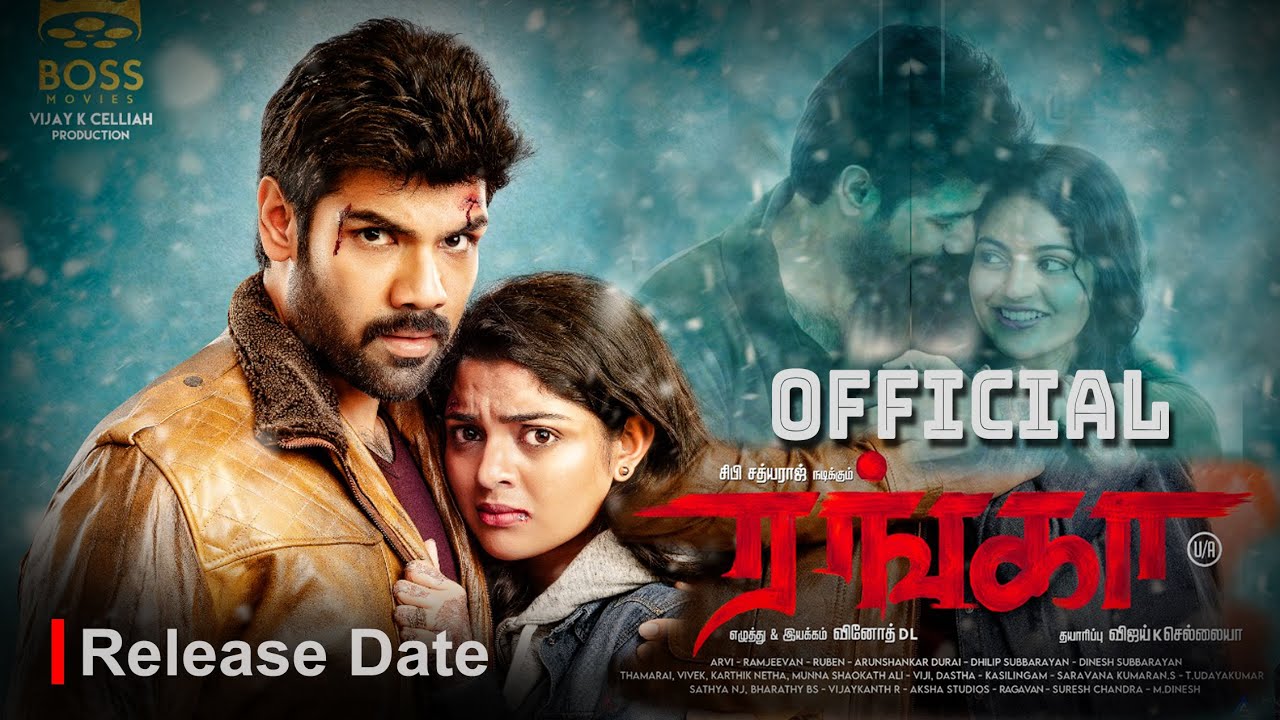 BOSS
MOVIES
VIJAY K CELLIAH
PRODUCTION
OFFICIAL
சிபி சத்யராஜ் நடிக்கும்
ரங்கா
U/A
எழுத்து & இயக்கம் வினோத் DL
தயாரிப்பு விஜய் K செல்லையா
Release Date
ARVI - RAMJEEVAN - RUBEN - ARUNSHANKAR DURAI - DHILIP SUBBARAYAN - DINESH SUBBARAYAN
THAMARAI, VIVEK, KARTHIK NETHA, MUNNA SHAOKATH ALI - VIJI, DASTHA - KASILINGAM - SARAVANA KUMARAN.S - T.UDAYAKUMAR
SATHYA NJ, BHARATHY BS - VIJAYKANTH R - AKSHA STUDIOS - RAGAVAN - SURESH CHANDRA - M.DINESH